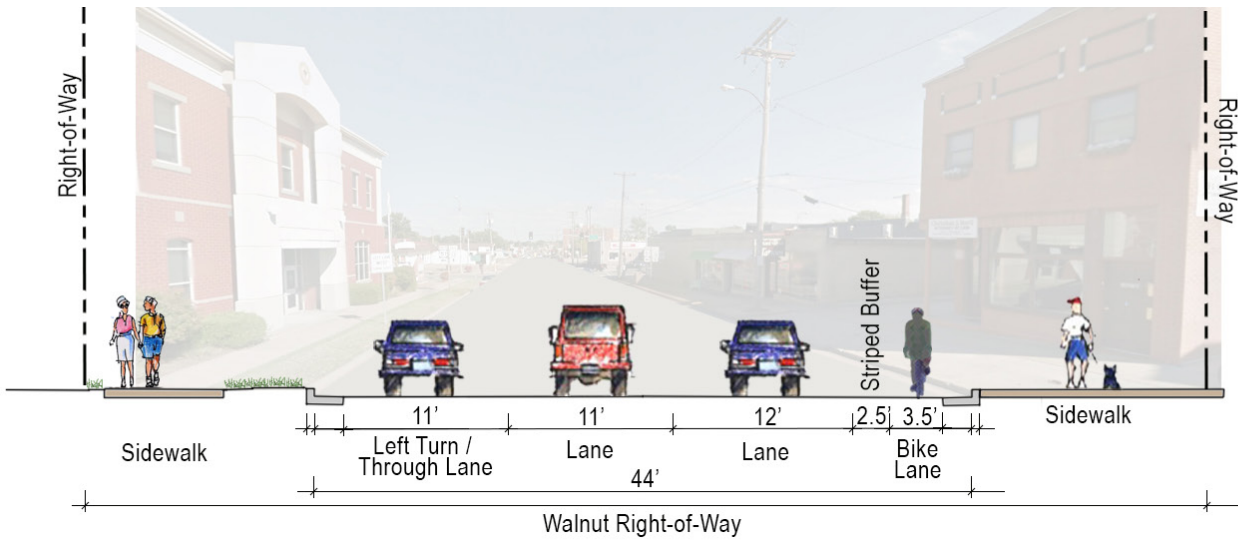 Right-of-Way
Right-of-Way
Striped Buffer
11’
11’
12’
2.5’
3.5’
Sidewalk
Left Turn /
Through Lane
Lane
Lane
Bike
Lane
Sidewalk
44’
Walnut Right-of-Way